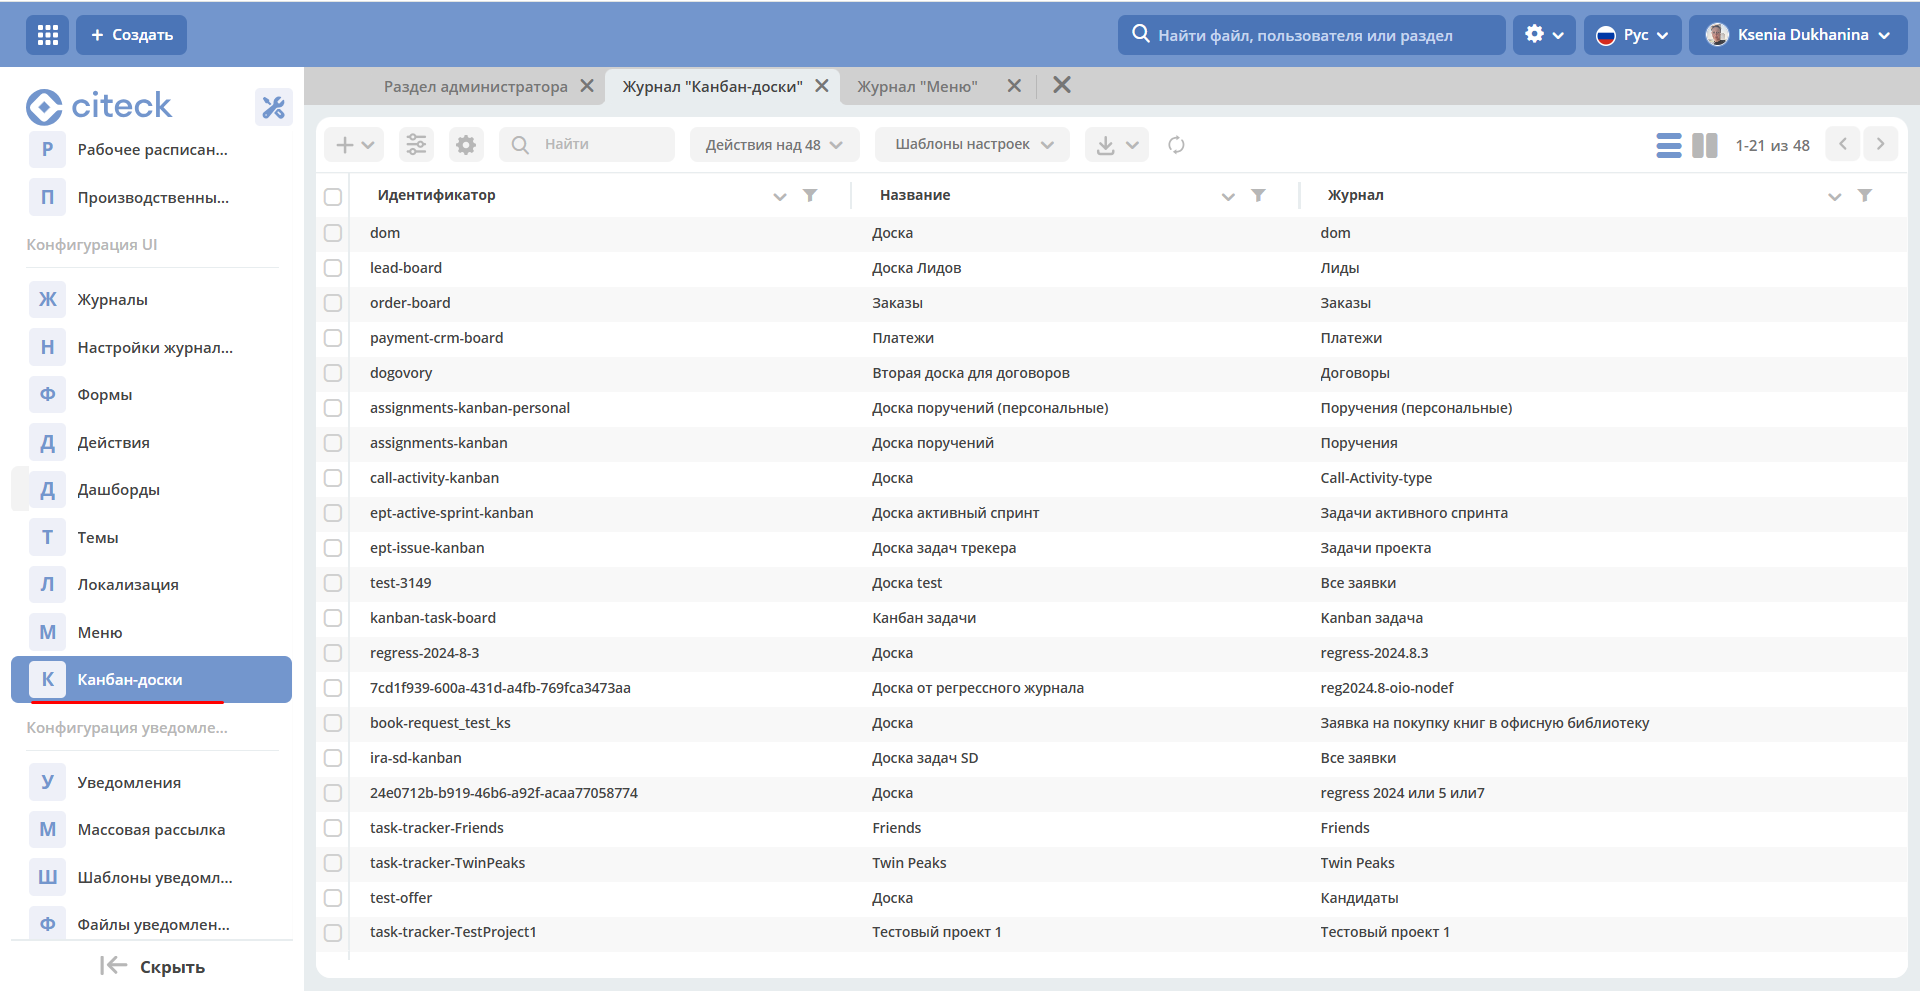 Создать
Найти файл, пользователя или раздел
Рус
Ksenia Dukhanina
citeck
Р Рабочее расписан...
П Производственны...
Конфигурация UI
Ж Журналы
Н Настройки журнал...
Ф Формы
Д Действия
Д Дашборды
Т Темы
Л Локализация
М Меню
К Канбан-доски
Конфигурация уведомле...
У Уведомления
М Массовая рассылка
Ш Шаблоны уведомл...
Ф Файлы уведомлен...
Скрыть
Раздел администратора
Журнал "Канбан-доски"
Журнал "Меню"
Найти
Действия над 48
Шаблоны настроек
1-21 из 48
Идентификатор Название Журнал
dom Доска dom
lead-board Доска Лидов Лиды
order-board Заказы Заказы
payment-crm-board Платежи Платежи
dogovory Вторая доска для договоров Договоры
assignments-kanban-personal Доска поручений (персональные) Поручения (персональные)
assignments-kanban Доска поручений Поручения
call-activity-kanban Доска Call-Activity-type
ept-active-sprint-kanban Доска активный спринт Задачи активного спринта
ept-issue-kanban Доска задач трекера Задачи проекта
test-3149 Доска test Все заявки
kanban-task-board Канбан задачи Kanban задача
regress-2024-8-3 Доска regress-2024.8.3
7cd1f939-600a-431d-a4fb-769fca3473aa Доска от регрессного журнала reg2024.8-oio-nodef
book-request_test_ks Доска Заявка на покупку книг в офисную библиотеку
ira-sd-kanban Доска задач SD Все заявки
24e0712b-b919-46b6-a92f-acaa77058774 Доска regress 2024 или 5 или7
task-tracker-Friends Friends Friends
task-tracker-TwinPeaks Twin Peaks Twin Peaks
test-offer Доска Кандидаты
task-tracker-TestProject1 Тестовый проект 1 Тестовый проект 1